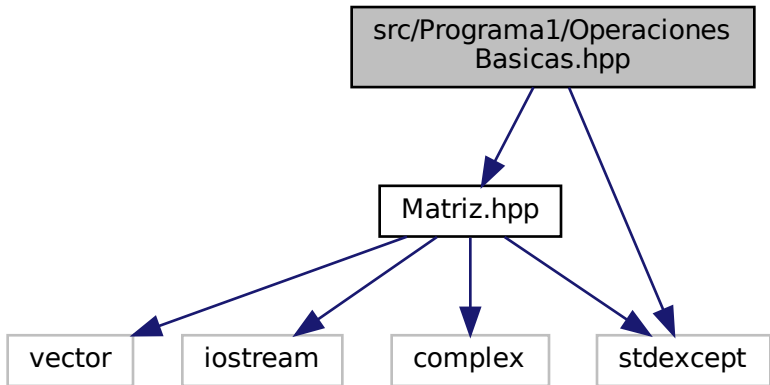 src/Programa1/Operaciones
Basicas.hpp
Matriz.hpp
vector
iostream
complex
stdexcept